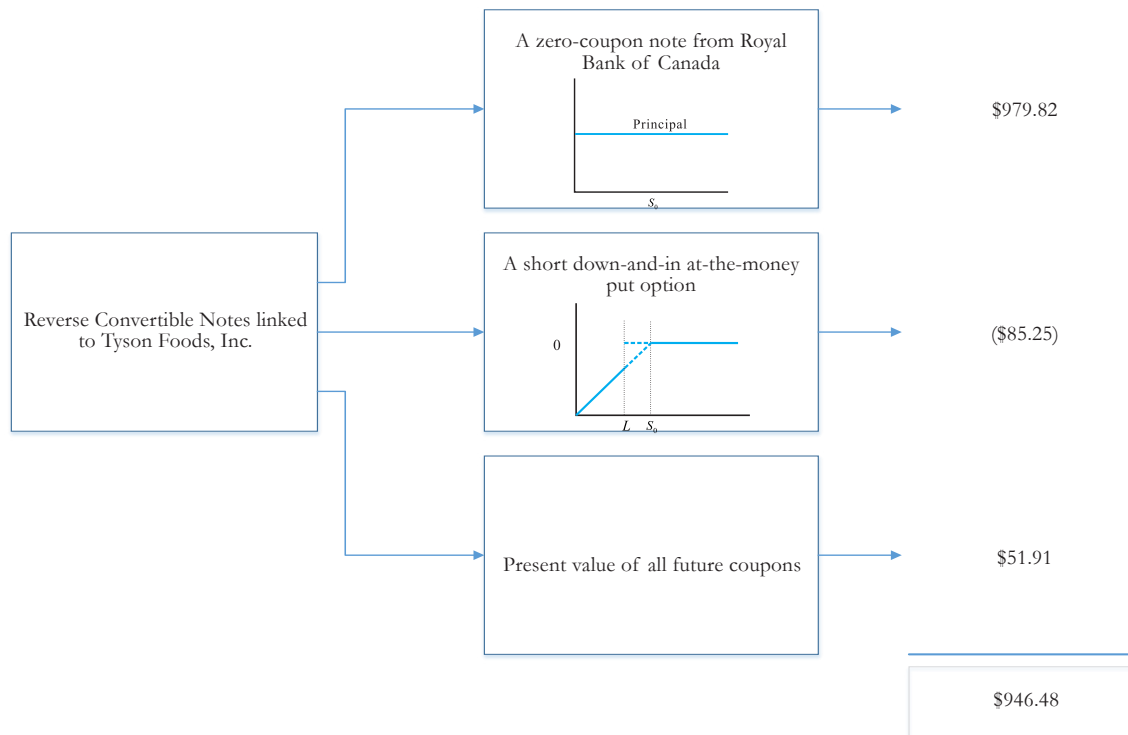 A zero-coupon note from Royal
Bank of Canada
Principal
S₀
$979.82
Reverse Convertible Notes linked
to Tyson Foods, Inc.
A short down-and-in at-the-money
put option
0
L S₀
($85.25)
Present value of all future coupons
$51.91
$946.48